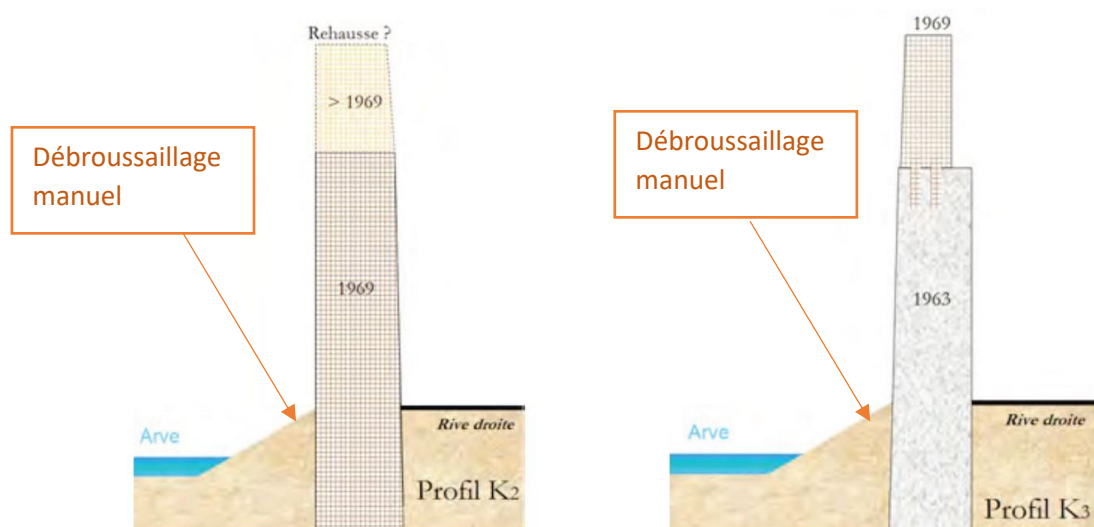 Rehausse ?
> 1969
Débroussaillage
manuel
1969
Arve
Rive droite
Profil K2
1969
Débroussaillage
manuel
1963
Arve
Rive droite
Profil K3